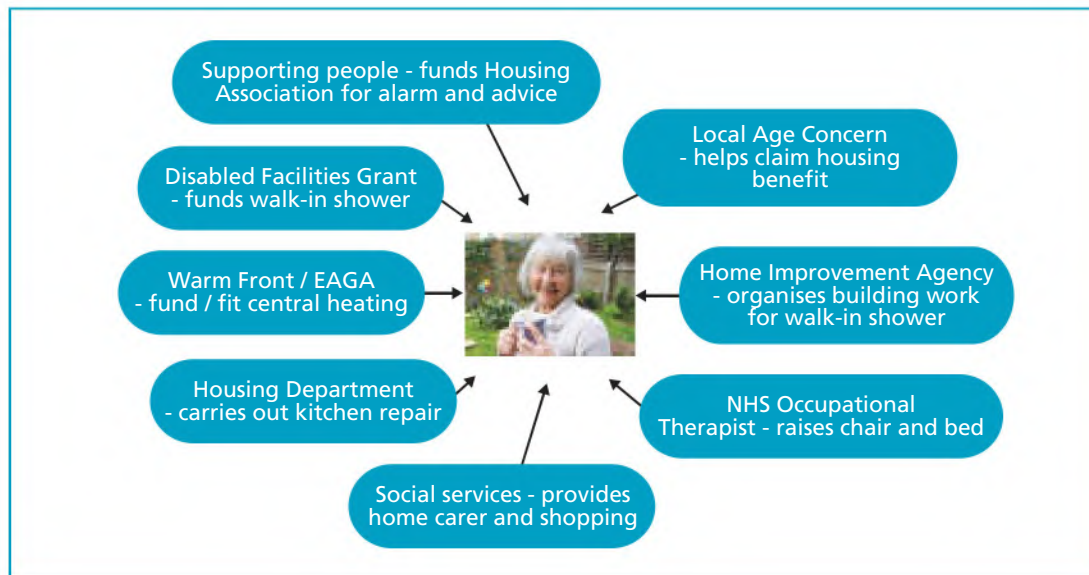 Supporting people - funds Housing
Association for alarm and advice
Local Age Concern
- helps claim housing
benefit
Disabled Facilities Grant
- funds walk-in shower
Warm Front / EAGA
- fund / fit central heating
Home Improvement Agency
- organises building work
for walk-in shower
Housing Department
- carries out kitchen repair
NHS Occupational
Therapist - raises chair and bed
Social services - provides
home carer and shopping